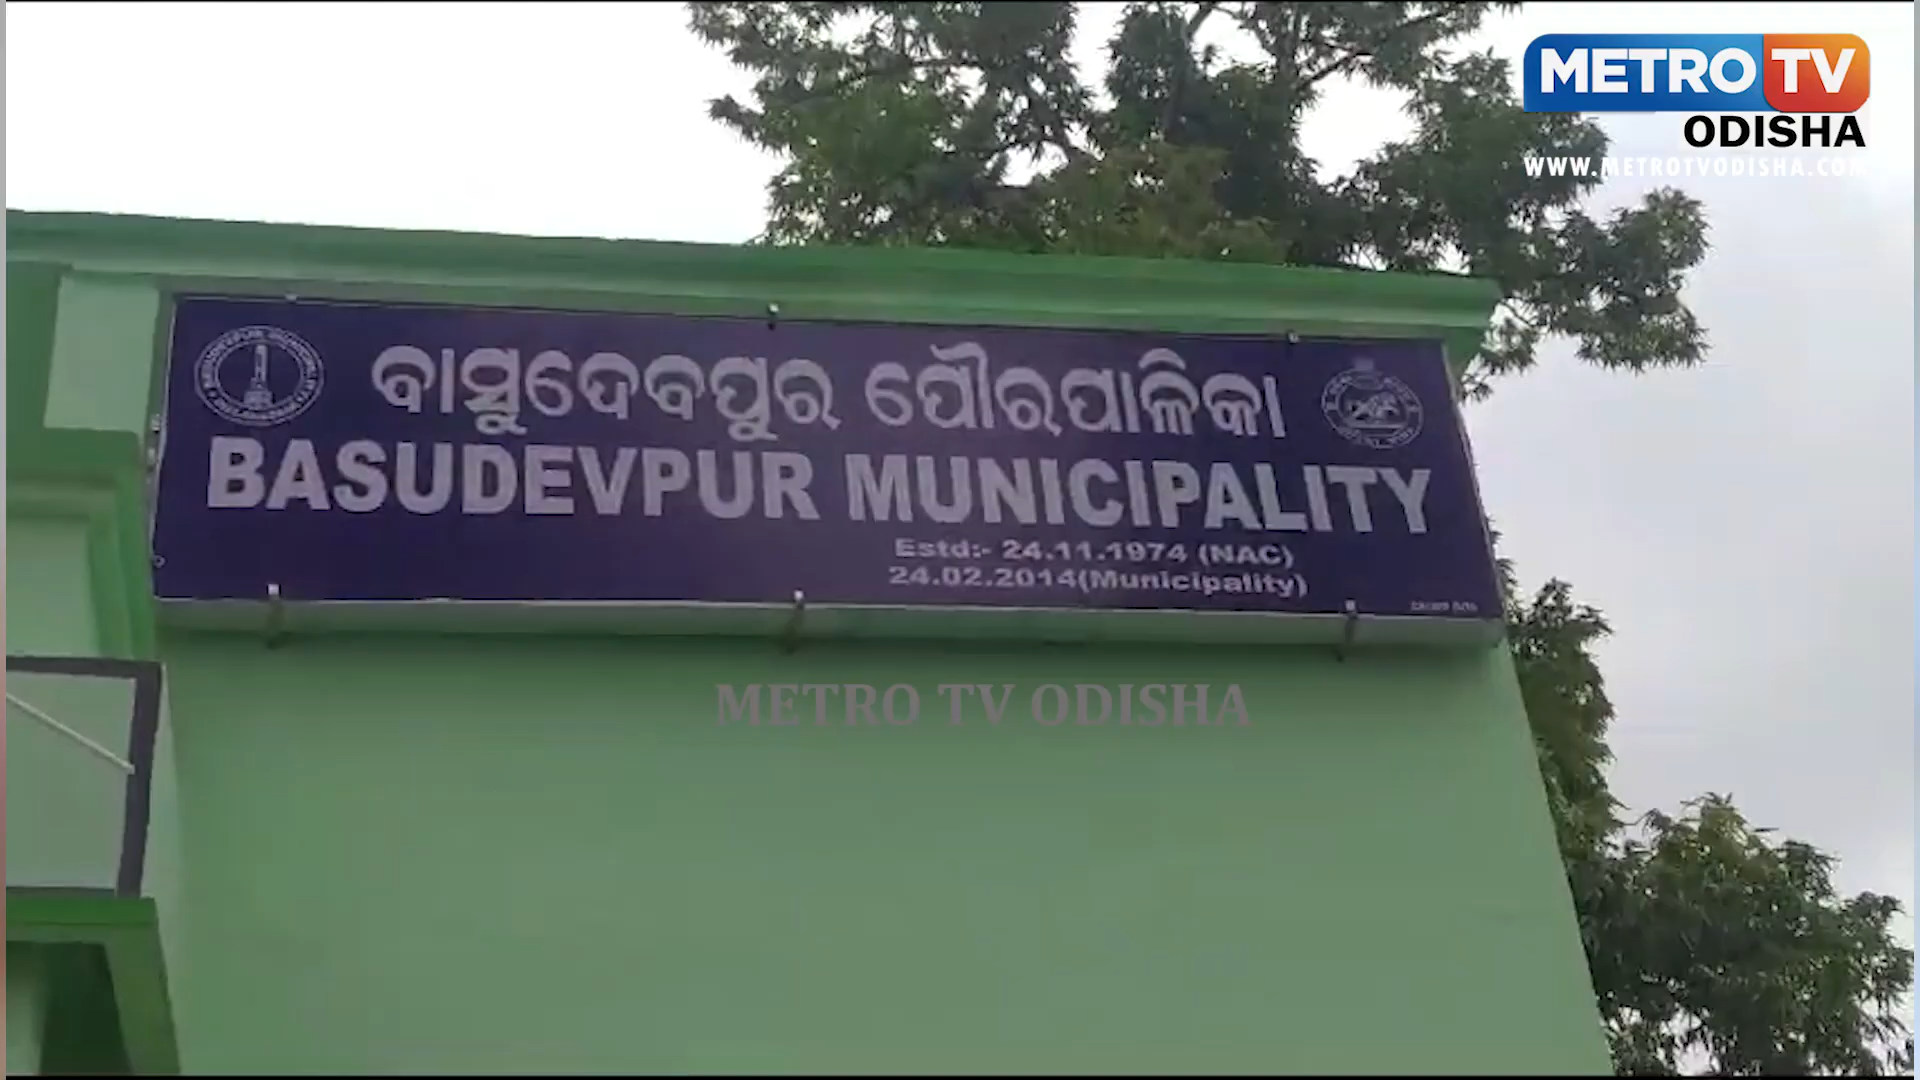 METRO TV
ODISHA
WWW.METROTVODISHA.COM
ବାସୁଦେବପୁର ପୌରପାଳିକା
BASUDEVPUR MUNICIPALITY
Estd:- 24.11.1974 (NAC)
24.02.2014(Municipality)
METRO TV ODISHA